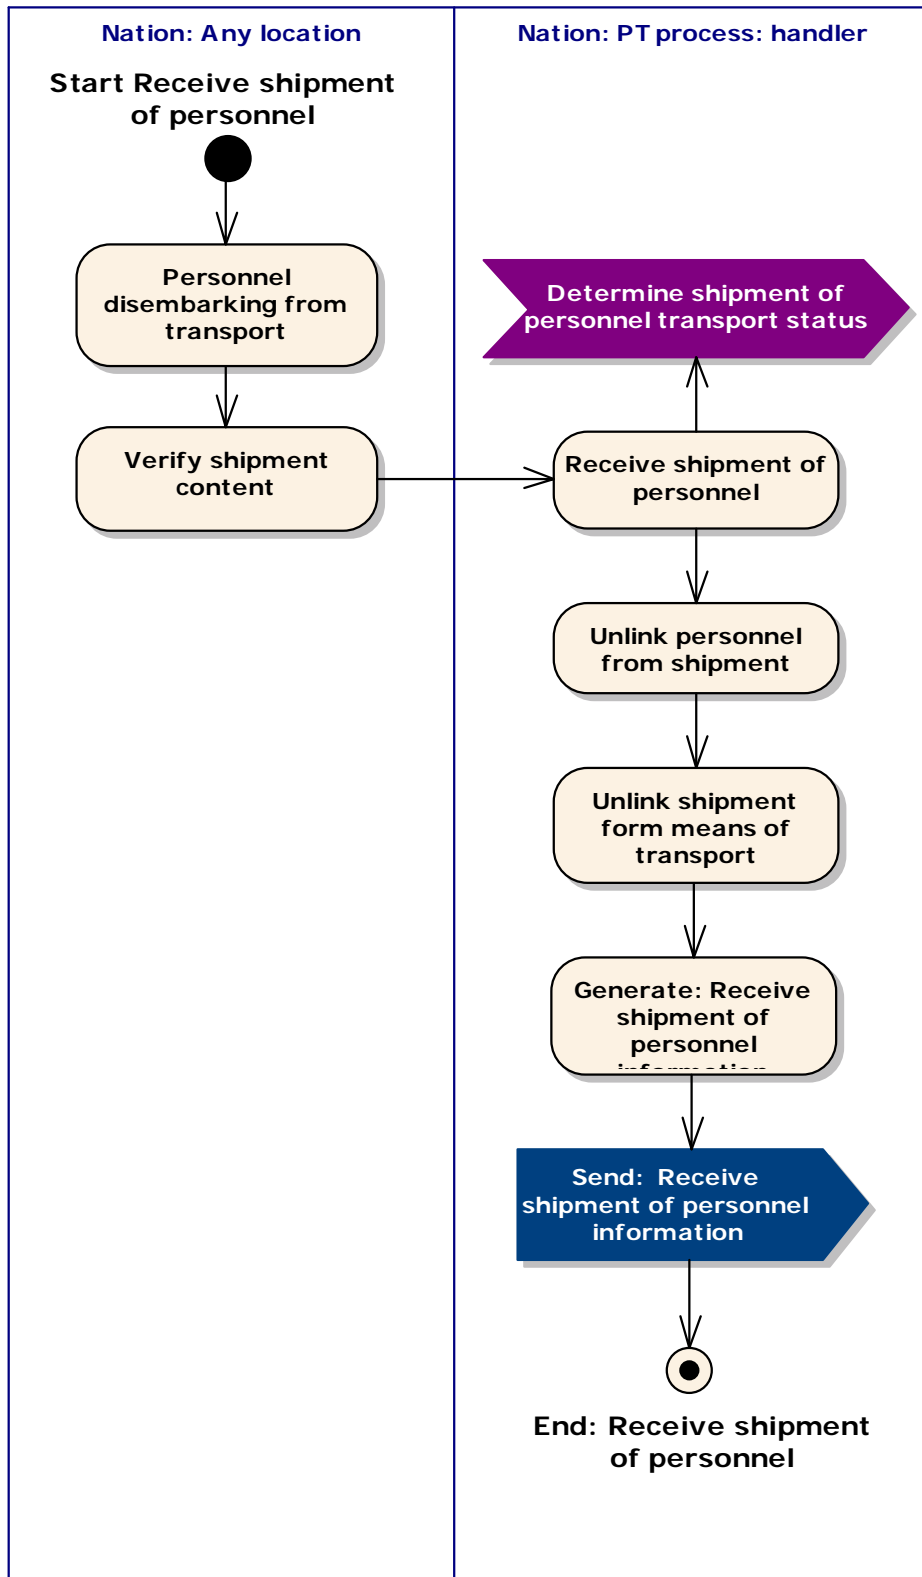 Nation: Any location
Start Receive shipment
of personnel
Personnel
disembarking from
transport
Verify shipment
content
Nation: PT process: handler
Determine shipment of
personnel transport status
Receive shipment of
personnel
Unlink personnel
from shipment
Unlink shipment
form means of
transport
Generate: Receive
shipment of
personnel
information
Send: Receive
shipment of personnel
information
End: Receive shipment
of personnel